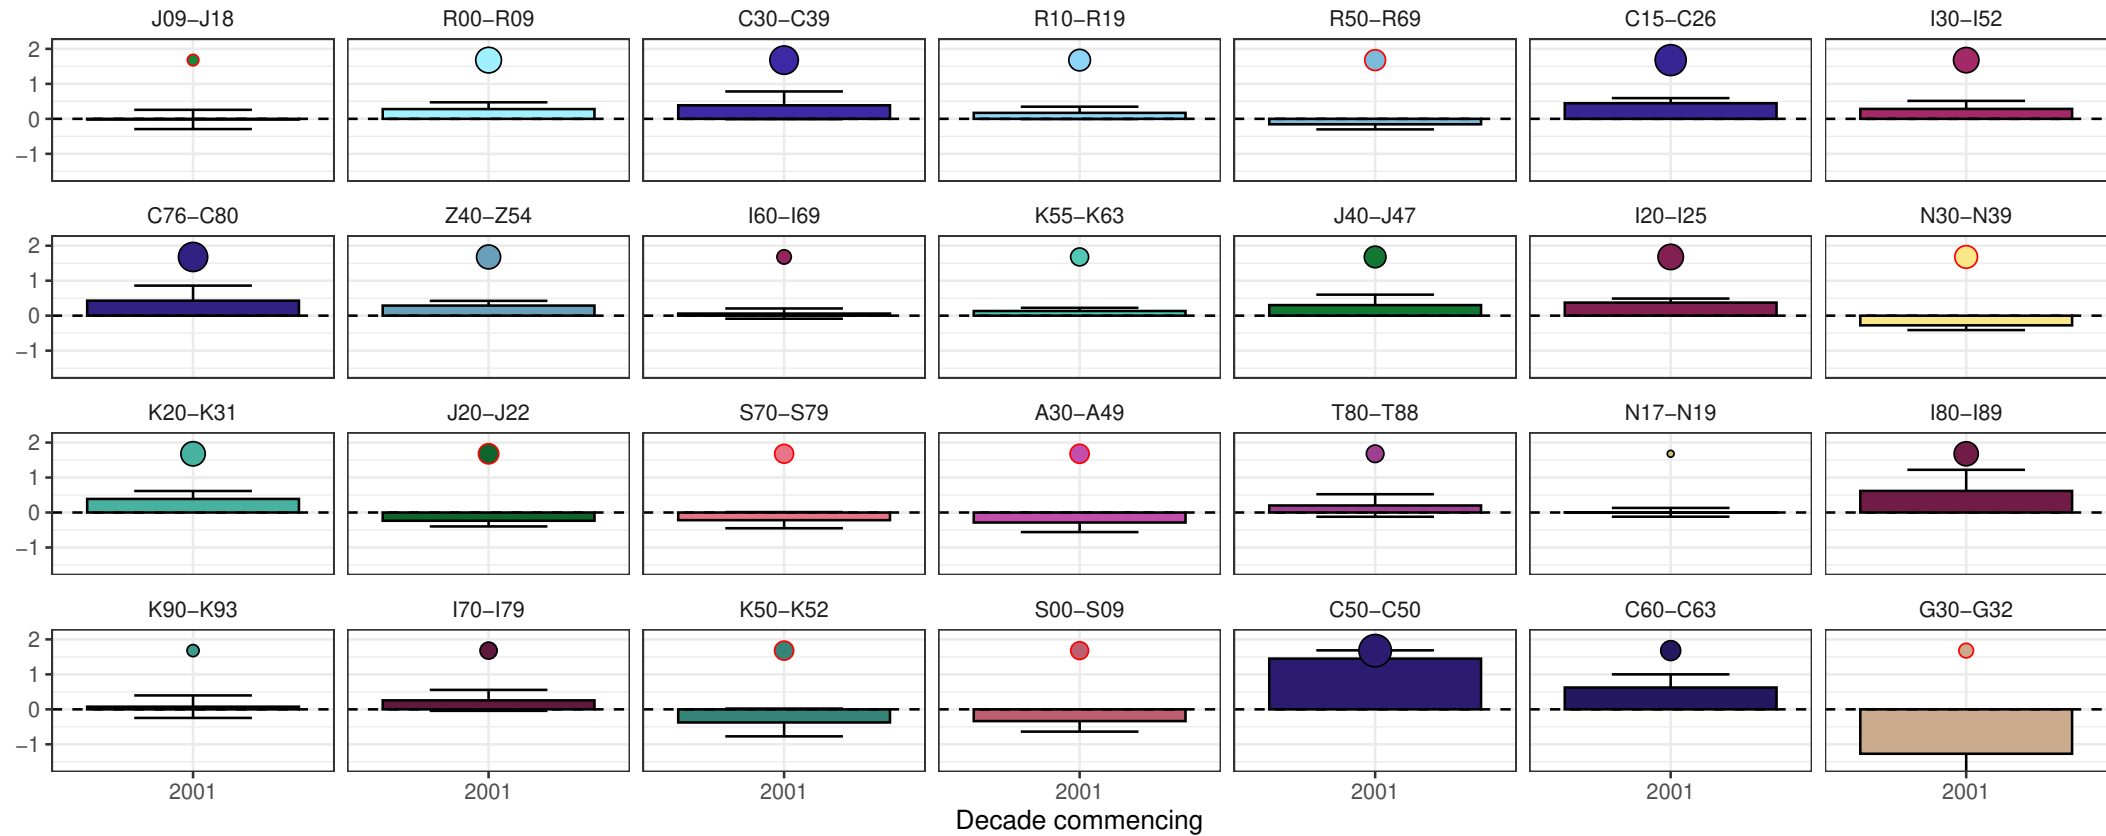 J09–J18 R00–R09 C30–C39 R10–R19 R50–R69 C15–C26 I30–I52
2
1
0
−1
C76–C80 Z40–Z54 I60–I69 K55–K63 J40–J47 I20–I25 N30–N39
2
1
0
−1
K20–K31 J20–J22 S70–S79 A30–A49 T80–T88 N17–N19 I80–I89
2
1
0
−1
K90–K93 I70–I79 K50–K52 S00–S09 C50–C50 C60–C63 G30–G32
2
1
0
−1
2001 2001 2001 2001 2001 2001 2001
Decade commencing